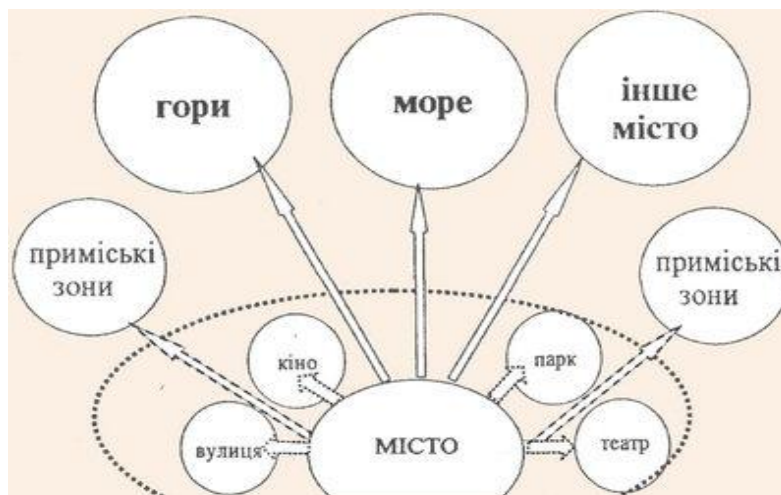 гори
море
інше
місто
приміські
зони
приміські
зони
кіно
парк
вулиця
МІСТО
театр